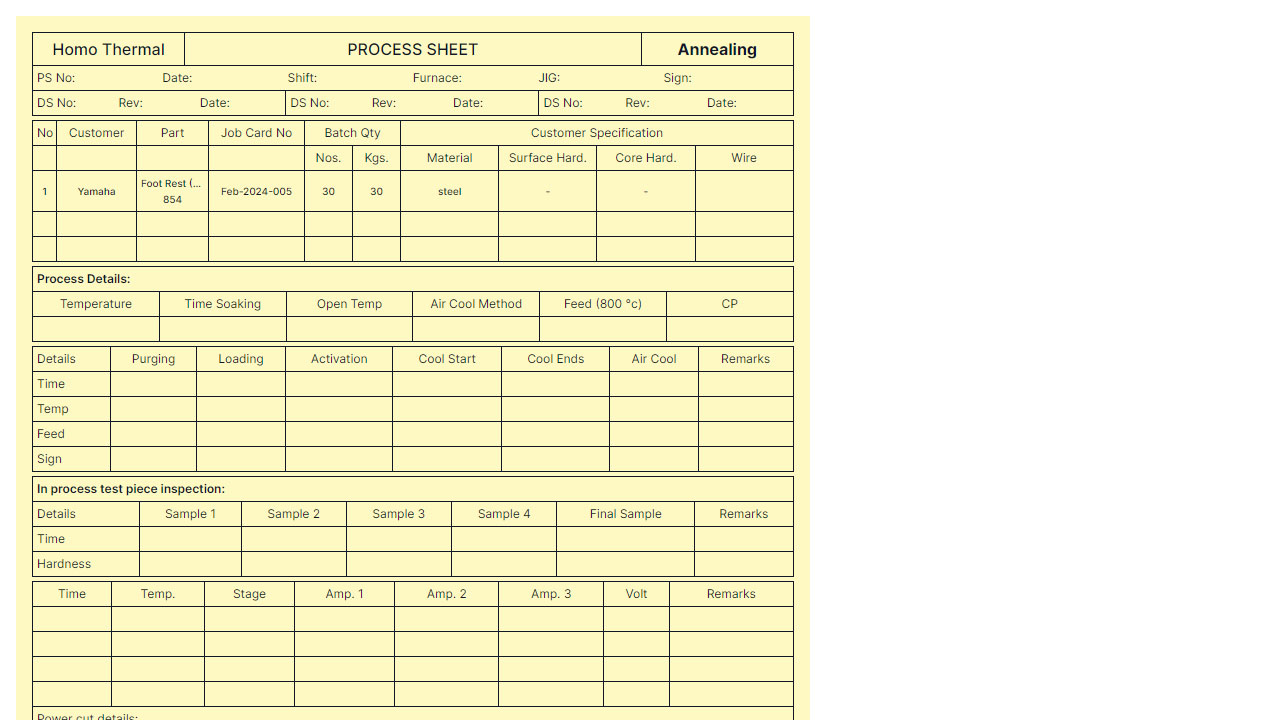 Homo Thermal PROCESS SHEET Annealing
PS No: Date: Shift: Furnace: JIG: Sign:
DS No: Rev: Date: DS No: Rev: Date: DS No: Rev: Date:
No Customer Part Job Card No Batch Qty Customer Specification
Nos. Kgs. Material Surface Hard. Core Hard. Wire
1 Yamaha Foot Rest (... 854 Feb-2024-005 30 30 steel - -
Process Details:
Temperature Time Soaking Open Temp Air Cool Method Feed (800 °c) CP
Details Purging Loading Activation Cool Start Cool Ends Air Cool Remarks
Time
Temp
Feed
Sign
In process test piece inspection:
Details Sample 1 Sample 2 Sample 3 Sample 4 Final Sample Remarks
Time
Hardness
Time Temp. Stage Amp. 1 Amp. 2 Amp. 3 Volt Remarks
Power cut details: